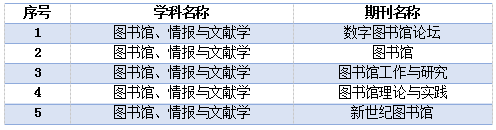 序号 学科名称 期刊名称
1 图书馆、情报与文献学 数字图书馆论坛
2 图书馆、情报与文献学 图书馆
3 图书馆、情报与文献学 图书馆工作与研究
4 图书馆、情报与文献学 图书馆理论与实践
5 图书馆、情报与文献学 新世纪图书馆